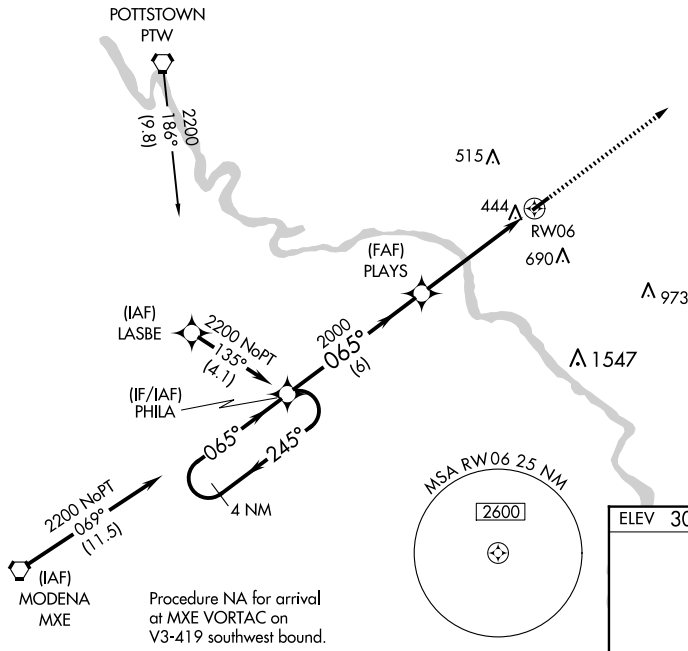 POTTSTOWN
PTW
2200
186°
(9.8)
515
444
RW06
690
(FAF)
PLAYS
973
(IAF)
LASBE
2200 NoPT
135°
(4.1)
2000
065°
(6)
1547
(IF/IAF)
PHILA
065°
245°
4 NM
MSA RW06 25 NM
2600
2200 NoPT
069°
(11.5)
(IAF)
MODENA
MXE
Procedure NA for arrival
at MXE VORTAC on
V3-419 southwest bound.
ELEV 30